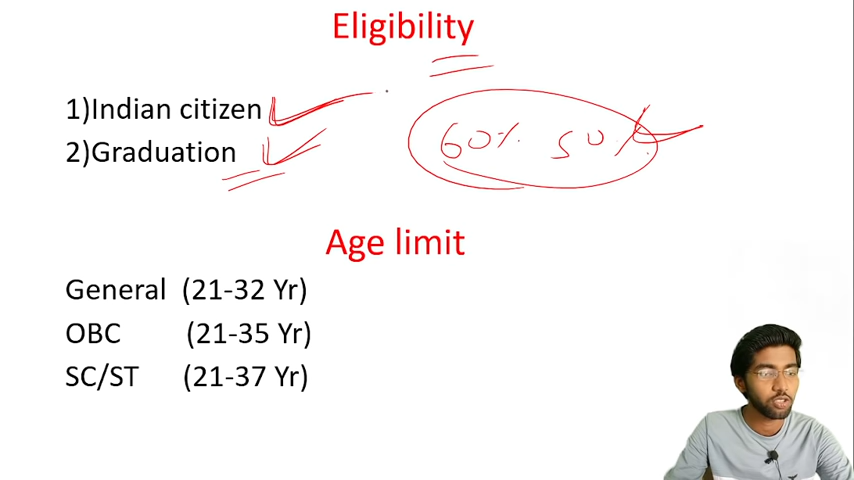 Eligibility
1)Indian citizen
2)Graduation
60% 50%
Age limit
General (21-32 Yr)
OBC (21-35 Yr)
SC/ST (21-37 Yr)